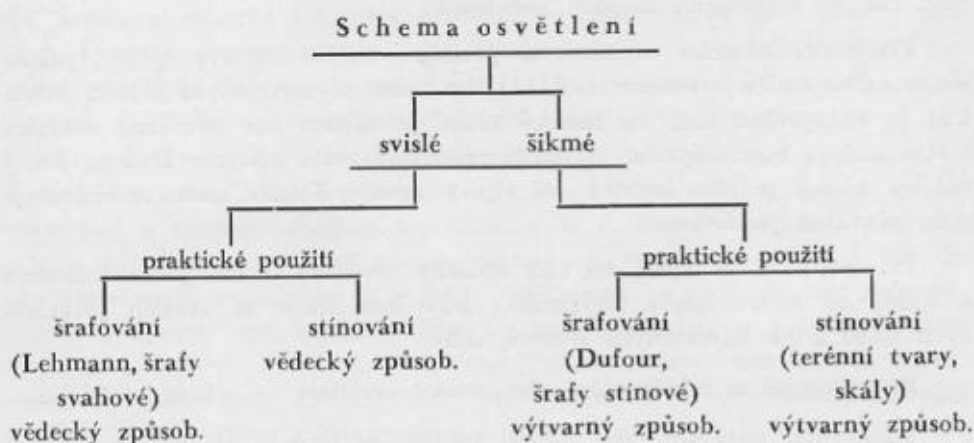 Schema osvětlení
svislé šikmé
praktické použití praktické použití
šrafování
(Lehmann, šrafy
svahové)
vědecký způsob.
stínování
vědecký způsob.
šrafování
(Dufour,
šrafy stínové)
výtvarný způsob.
stínování
(terénní tvary,
skály)
výtvarný způsob.